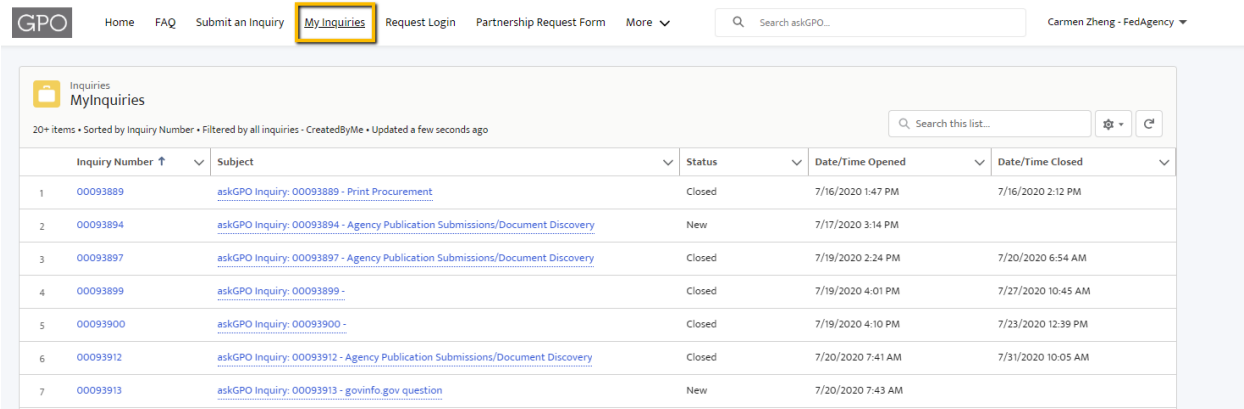 GPO Home FAQ Submit an Inquiry My Inquiries Request Login Partnership Request Form More Search askGPO... Carmen Zheng - FedAgency
Inquiries
MyInquiries
20+ items • Sorted by Inquiry Number • Filtered by all inquiries - CreatedByMe • Updated a few seconds ago Search this list...
Inquiry Number ↑ Subject Status Date/Time Opened Date/Time Closed
1 00093889 askGPO Inquiry: 00093889 - Print Procurement Closed 7/16/2020 1:47 PM 7/16/2020 2:12 PM
2 00093894 askGPO Inquiry: 00093894 - Agency Publication Submissions/Document Discovery New 7/17/2020 3:14 PM
3 00093897 askGPO Inquiry: 00093897 - Agency Publication Submissions/Document Discovery Closed 7/19/2020 2:24 PM 7/20/2020 6:54 AM
4 00093899 askGPO Inquiry: 00093899 - Closed 7/19/2020 4:01 PM 7/27/2020 10:45 AM
5 00093900 askGPO Inquiry: 00093900 - Closed 7/19/2020 4:10 PM 7/23/2020 12:39 PM
6 00093912 askGPO Inquiry: 00093912 - Agency Publication Submissions/Document Discovery Closed 7/20/2020 7:41 AM 7/31/2020 10:05 AM
7 00093913 askGPO Inquiry: 00093913 - govinfo.gov question New 7/20/2020 7:43 AM